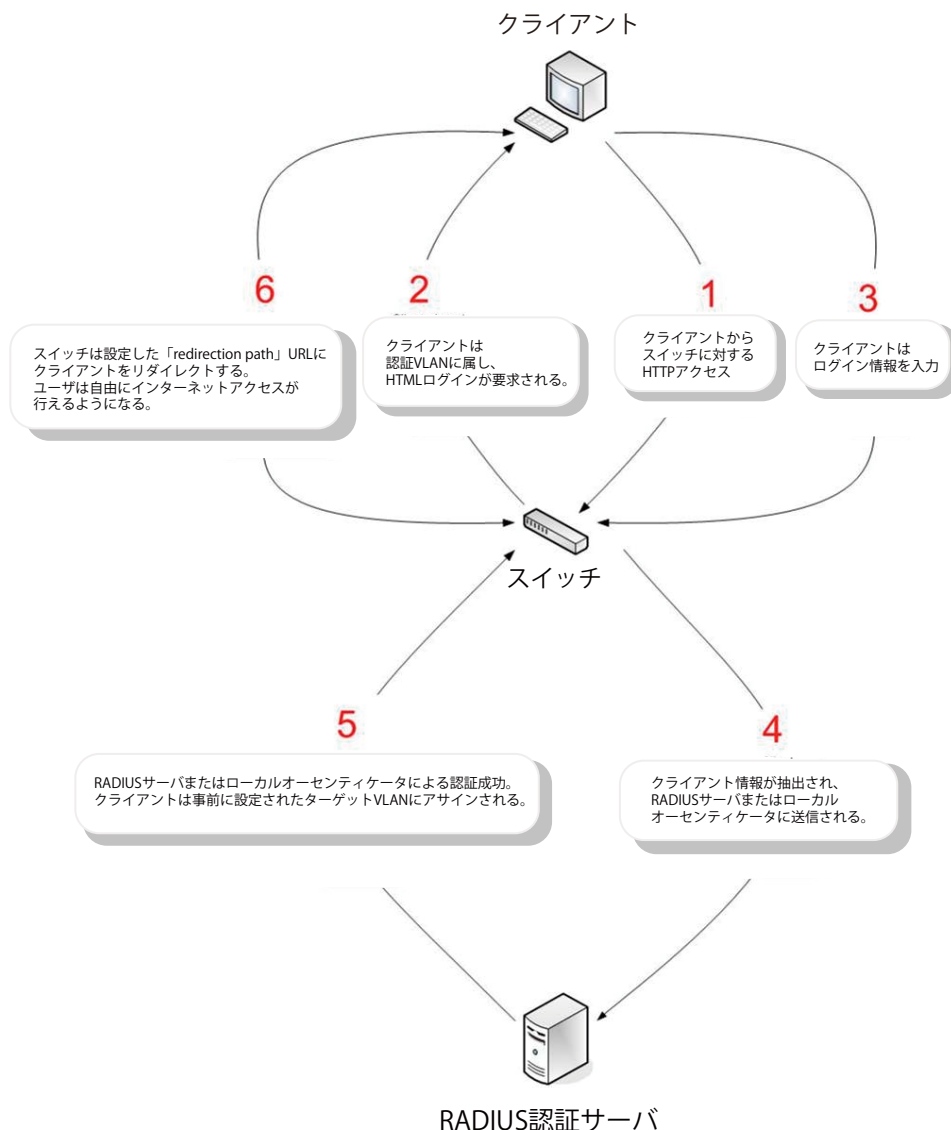 クライアント
6
2
1
3
スイッチは設定した「redirection path」URLに
クライアントをリダイレクトする。
ユーザは自由にインターネットアクセスが
行えるようになる。
クライアントは
認証VLANに属し、
HTMLログインが要求される。
クライアントから
スイッチに対する
HTTPアクセス
クライアントは
ログイン情報を入力
スイッチ
5
4
RADIUSサーバまたはローカルオーセンティケータによる認証成功。
クライアントは事前に設定されたターゲットVLANにアサインされる。
クライアント情報が抽出され、
RADIUSサーバまたはローカル
オーセンティケータに送信される。
RADIUS認証サーバ